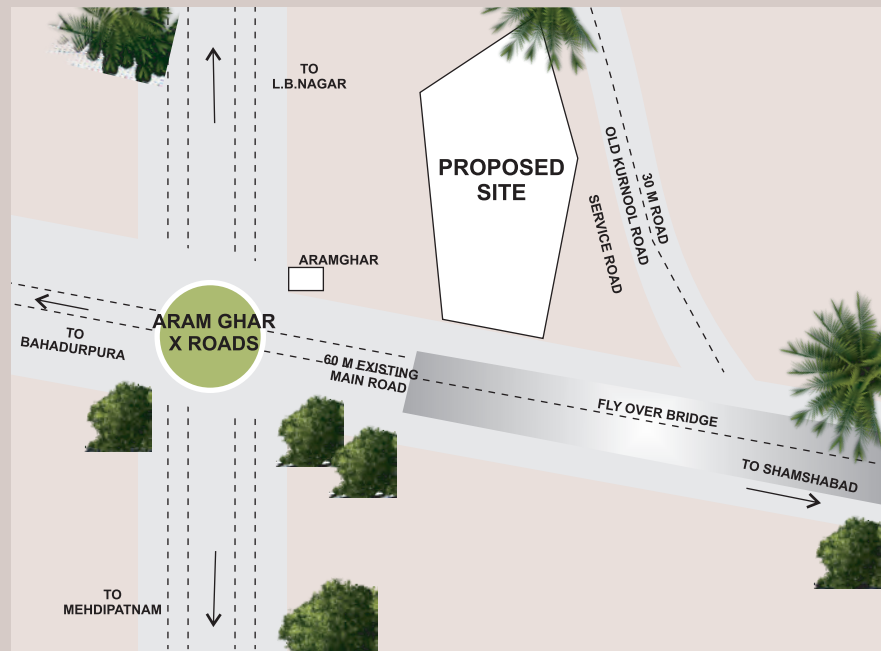 TO
L.B.NAGAR
PROPOSED
SITE
30 M ROAD
OLD KURNOOL ROAD
SERVICE ROAD
ARAMGHAR
ARAM GHAR
X ROADS
TO
BAHADURPURA
60 M EXISTING
MAIN ROAD
FLY OVER BRIDGE
TO SHAMSHABAD
TO
MEHDIPATNAM